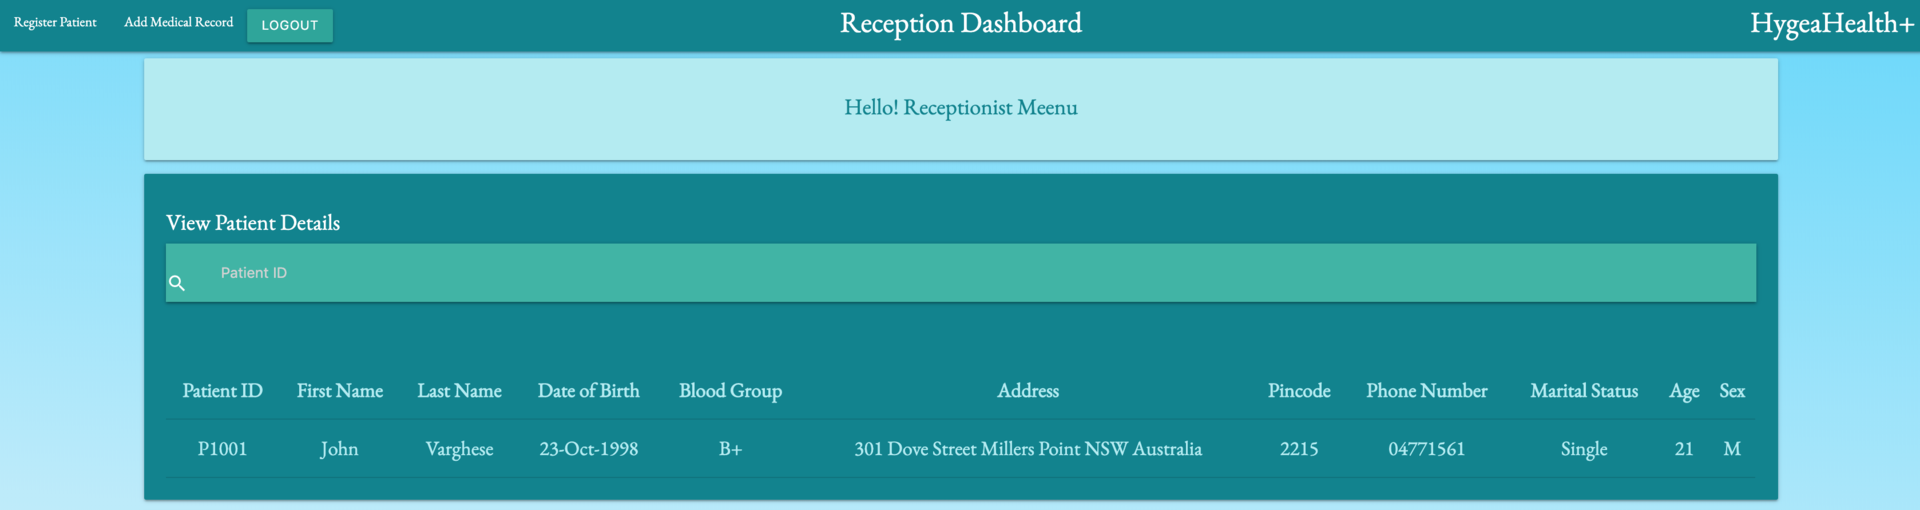 Register Patient Add Medical Record LOGOUT Reception Dashboard HygeaHealth+
Hello! Receptionist Meenu
View Patient Details
Patient ID
Patient ID First Name Last Name Date of Birth Blood Group Address Pincode Phone Number Marital Status Age Sex
P1001 John Varghese 23-Oct-1998 B+ 301 Dove Street Millers Point NSW Australia 2215 04771561 Single 21 M